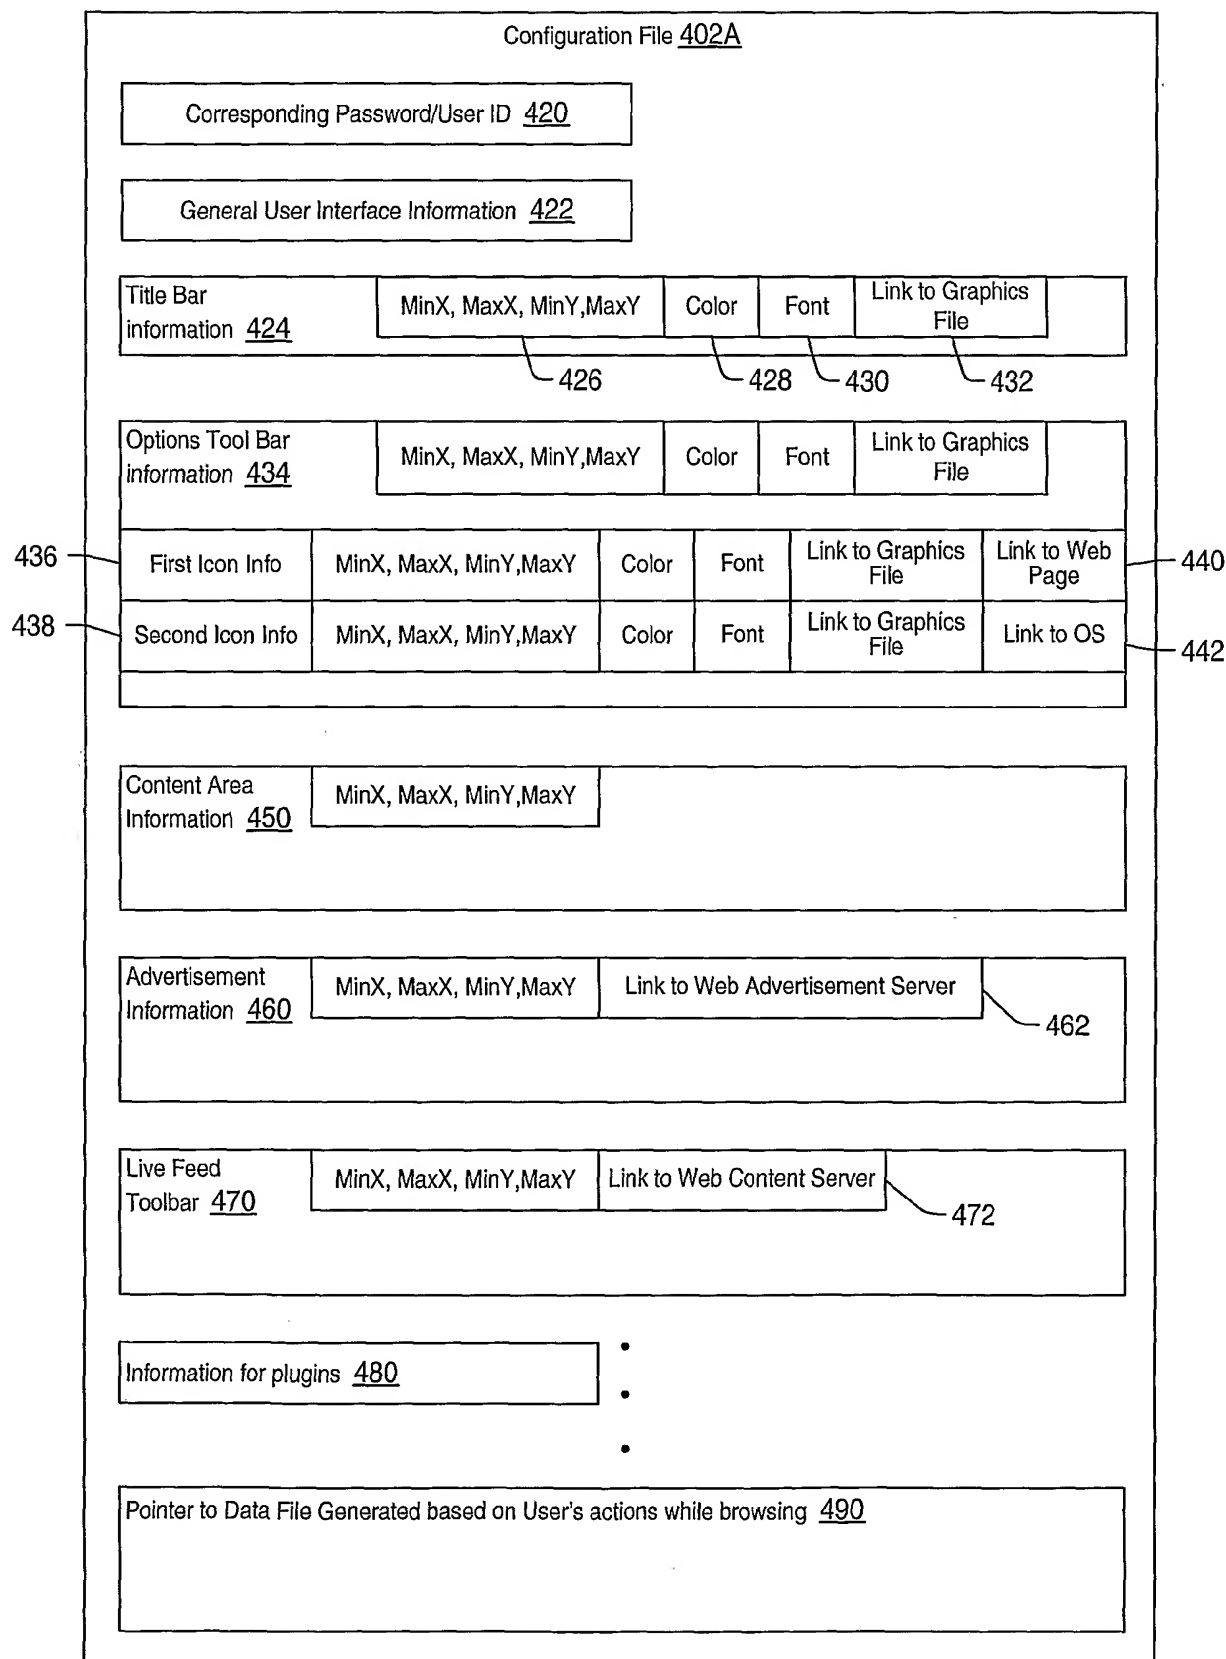 Configuration File 402A
Corresponding Password/User ID 420
General User Interface Information 422
Title Bar
information 424
MinX, MaxX, MinY,MaxY
Color
Font
Link to Graphics
File
426
428
430
432
Options Tool Bar
information 434
MinX, MaxX, MinY,MaxY
Color
Font
Link to Graphics
File
436
First Icon Info
MinX, MaxX, MinY,MaxY
Color
Font
Link to Graphics
File
Link to Web
Page
440
438
Second Icon Info
MinX, MaxX, MinY,MaxY
Color
Font
Link to Graphics
File
Link to OS
442
Content Area
Information 450
MinX, MaxX, MinY,MaxY
Advertisement
Information 460
MinX, MaxX, MinY,MaxY
Link to Web Advertisement Server
462
Live Feed
Toolbar 470
MinX, MaxX, MinY,MaxY
Link to Web Content Server
472
Information for plugins 480
Pointer to Data File Generated based on User's actions while browsing 490